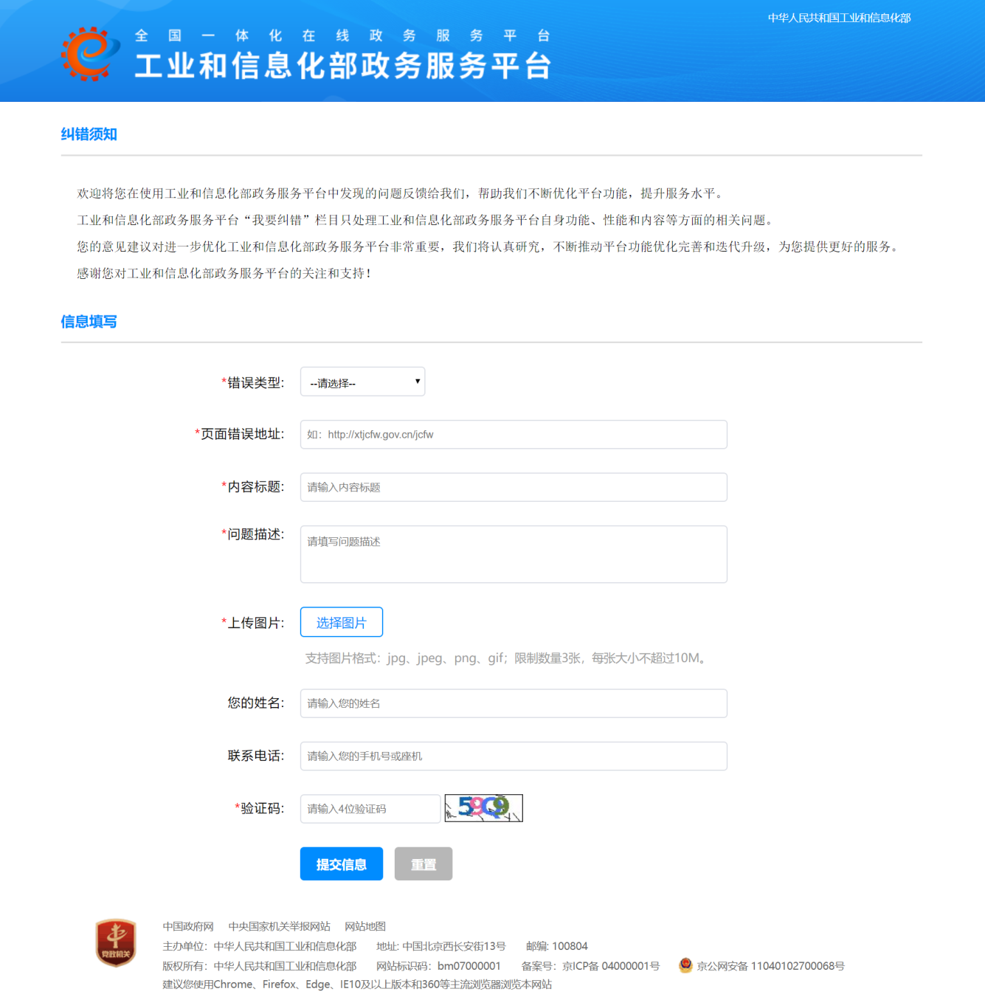 中华人民共和国工业和信息化部
全国一体化在线政务服务平台
工业和信息化部政务服务平台
纠错须知
欢迎将您在使用工业和信息化部政务服务平台中发现的问题反馈给我们，帮助我们不断优化平台功能，提升服务水平。
工业和信息化部政务服务平台“我要纠错”栏目只处理工业和信息化部政务服务平台自身功能、性能和内容等方面的相关问题。
您的意见建议对进一步优化工业和信息化部政务服务平台非常重要，我们将认真研究，不断推动平台功能优化完善和迭代升级，为您提供更好的服务。
感谢您对工业和信息化部政务服务平台的关注和支持！
信息填写
*错误类型: --请选择--
*页面错误地址: 如：http://xtjcfw.gov.cn/jcfw
*内容标题: 请输入内容标题
*问题描述: 请填写问题描述
*上传图片: 选择图片
支持图片格式：jpg、jpeg、png、gif；限制数量3张，每张大小不超过10M。
您的姓名: 请输入您的姓名
联系电话: 请输入您的手机号或座机
*验证码: 请输入4位验证码 59Q9
提交信息 重置
党政机关
中国政府网 中央国家机关举报网站 网站地图
主办单位：中华人民共和国工业和信息化部 地址: 中国北京西长安街13号 邮编: 100804
版权所有：中华人民共和国工业和信息化部 网站标识码：bm07000001 备案号：京ICP备 04000001号 京公网安备 11040102700068号
建议您使用Chrome、Firefox、Edge、IE10及以上版本和360等主流浏览器浏览本网站